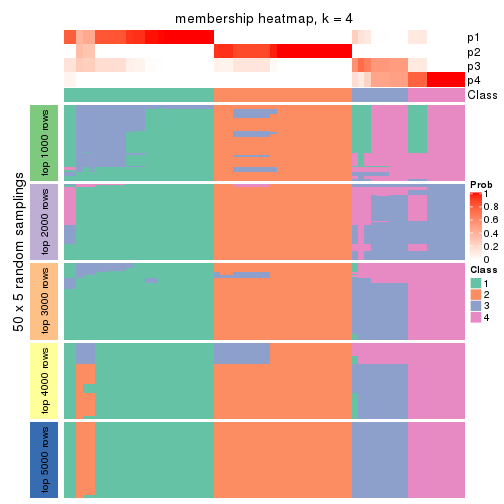 membership heatmap, k = 4
p1
p2
p3
p4
Class
50 x 5 random samplings
top 1000 rows
top 2000 rows
top 3000 rows
top 4000 rows
top 5000 rows
Prob
1
0.8
0.6
0.4
0.2
0
Class
1
2
3
4